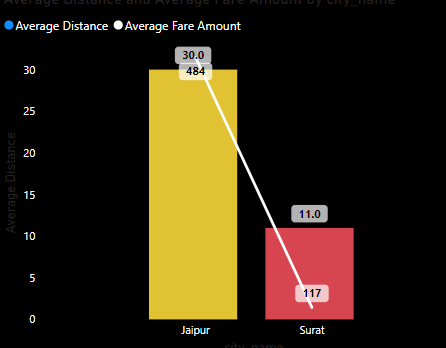 Average Distance and Average Fare Amount by city_name
Average Distance Average Fare Amount
30.0
484
30
25
20
15
10
5
0
Average Distance
11.0
117
Jaipur Surat
city_name